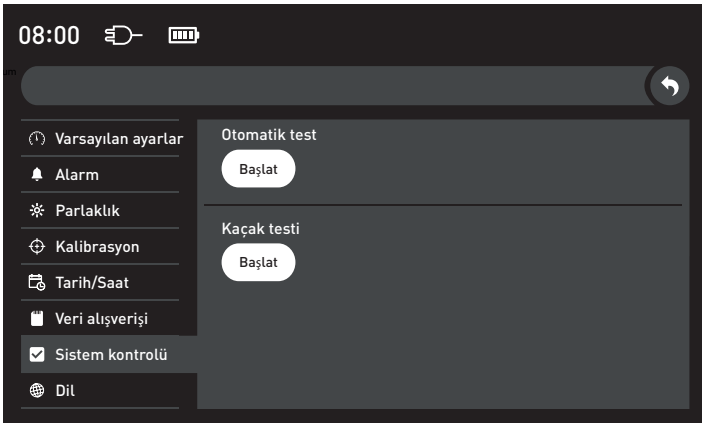 08:00
um
Varsayılan ayarlar
Alarm
Parlaklık
Kalibrasyon
Tarih/Saat
Veri alışverişi
Sistem kontrolü
Dil
Otomatik test
Başlat
Kaçak testi
Başlat